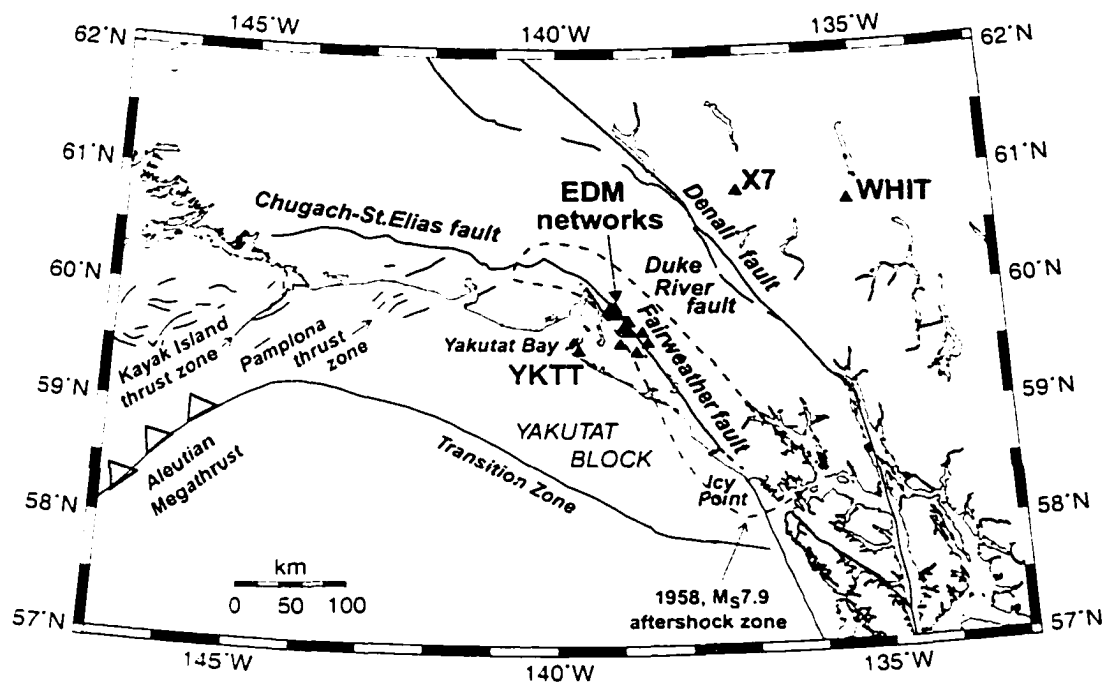 145°W
140°W
135°W
62°N
62°N
61°N
61°N
X7
WHIT
EDM
networks
Denali fault
Chugach-St.Elias fault
60°N
60°N
Duke
River
fault
Fairweather fault
Kayak Island
thrust zone
Pamplona
thrust
zone
Yakutat Bay
YKTT
59°N
59°N
YAKUTAT
BLOCK
Transition Zone
Aleutian
Megathrust
Icy
Point
58°N
58°N
km
0 50 100
1958, MS7.9
aftershock zone
57°N
57°N
145°W
140°W
135°W